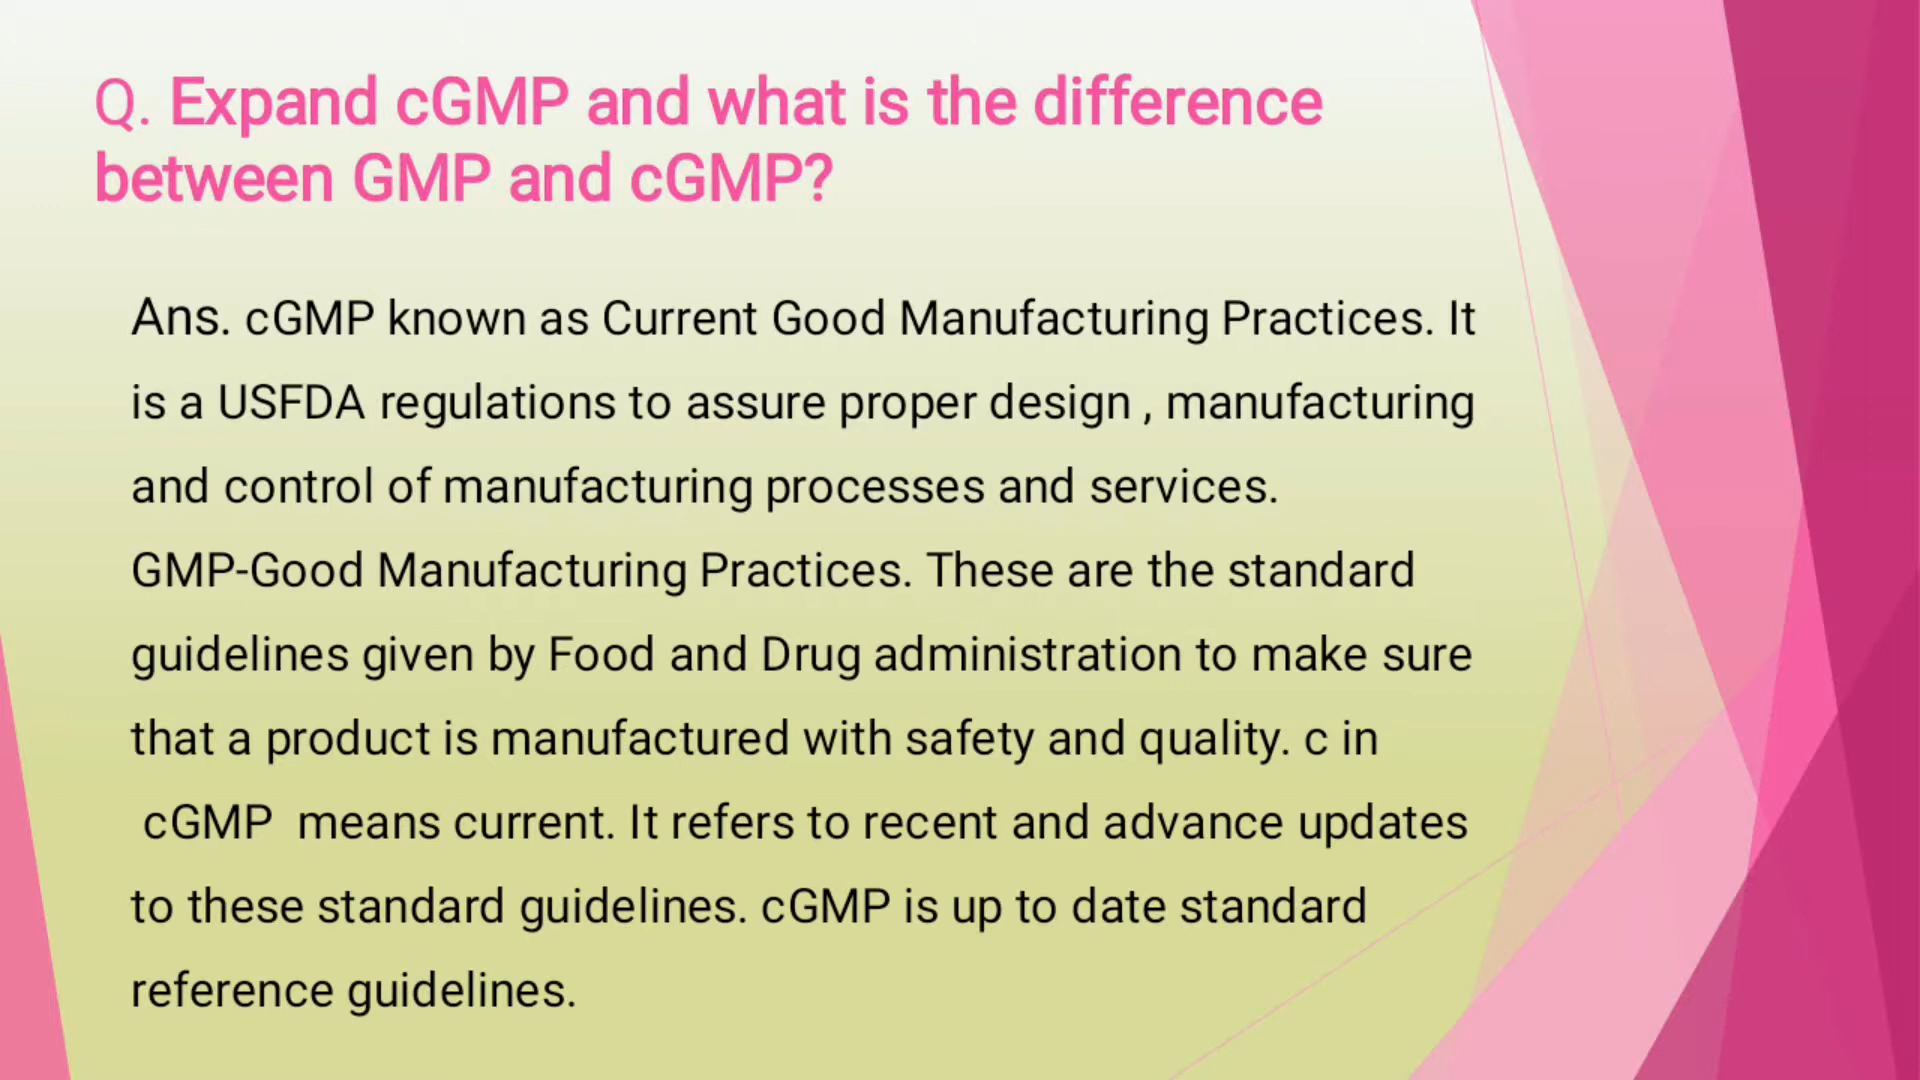 Q. Expand cGMP and what is the difference
between GMP and cGMP?
Ans. cGMP known as Current Good Manufacturing Practices. It
is a USFDA regulations to assure proper design , manufacturing
and control of manufacturing processes and services.
GMP-Good Manufacturing Practices. These are the standard
guidelines given by Food and Drug administration to make sure
that a product is manufactured with safety and quality. c in
cGMP  means current. It refers to recent and advance updates
to these standard guidelines. cGMP is up to date standard
reference guidelines.